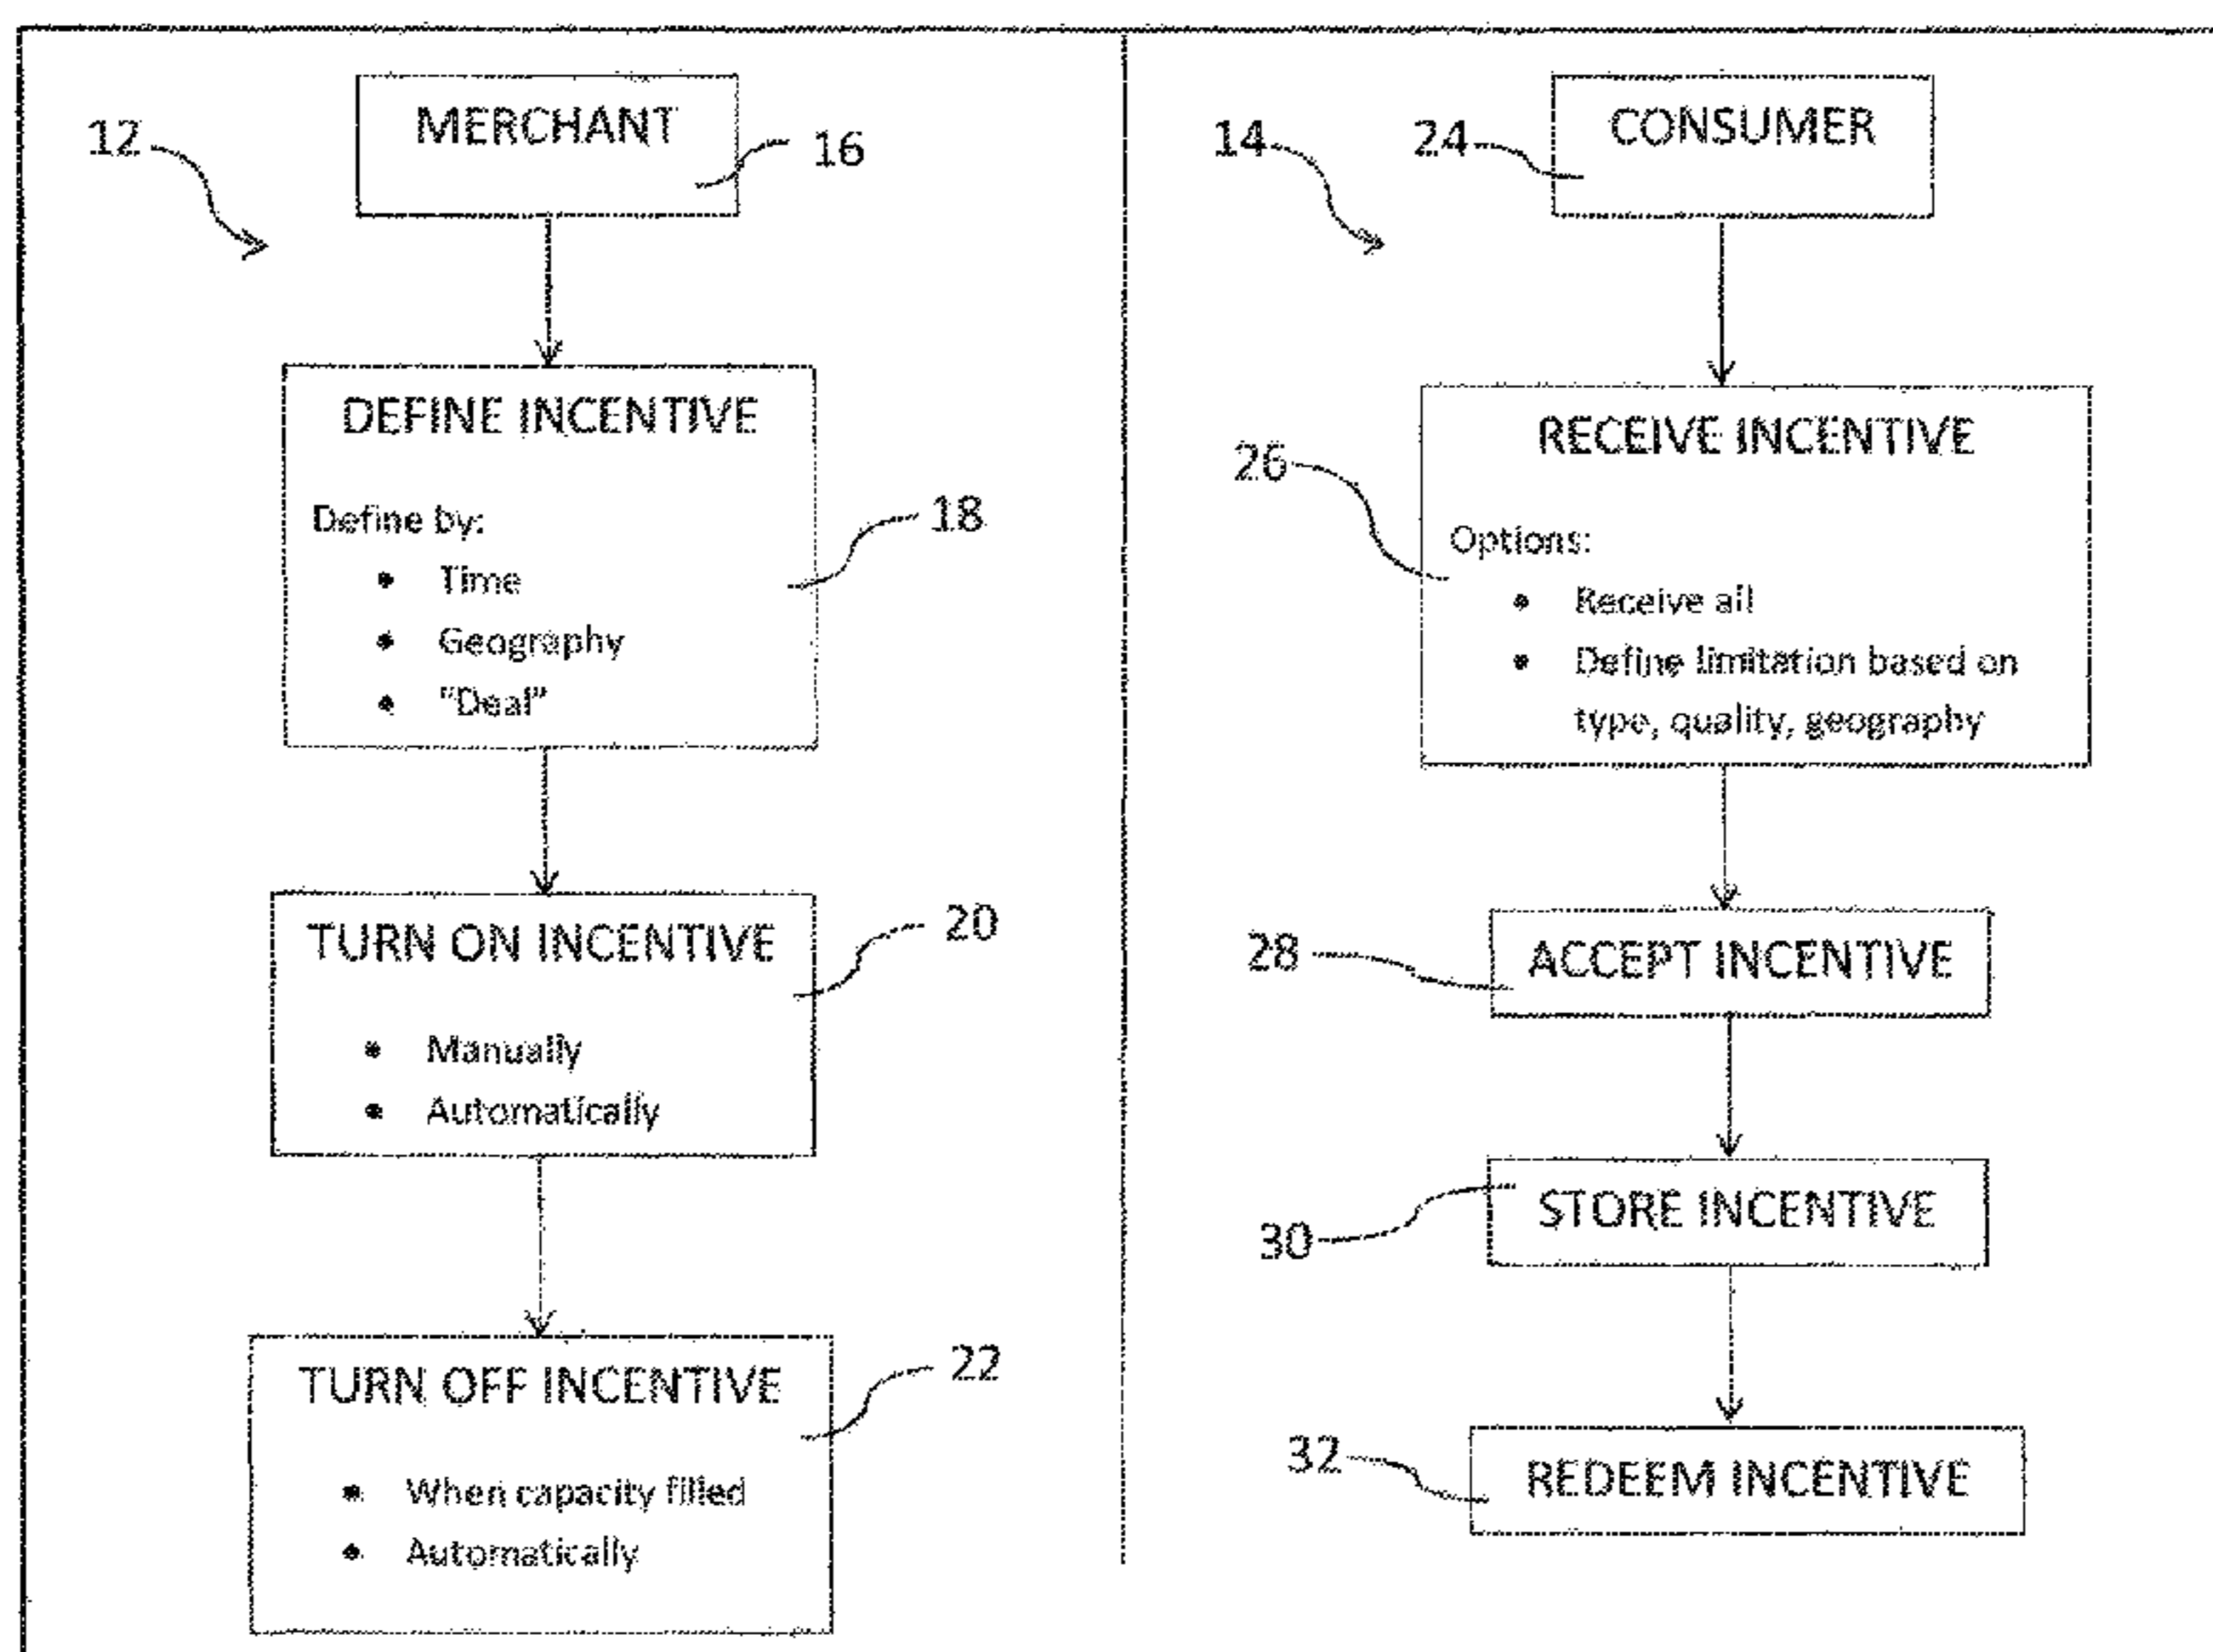 12
MERCHANT
16
DEFINE INCENTIVE
Define by:
• Time
• Geography
• "Deal"
18
TURN ON INCENTIVE
• Manually
• Automatically
20
TURN OFF INCENTIVE
• When capacity filled
• Automatically
22
14
24
CONSUMER
RECEIVE INCENTIVE
26
Options:
• Receive all
• Define limitation based on
type, quality, geography
28
ACCEPT INCENTIVE
30
STORE INCENTIVE
32
REDEEM INCENTIVE